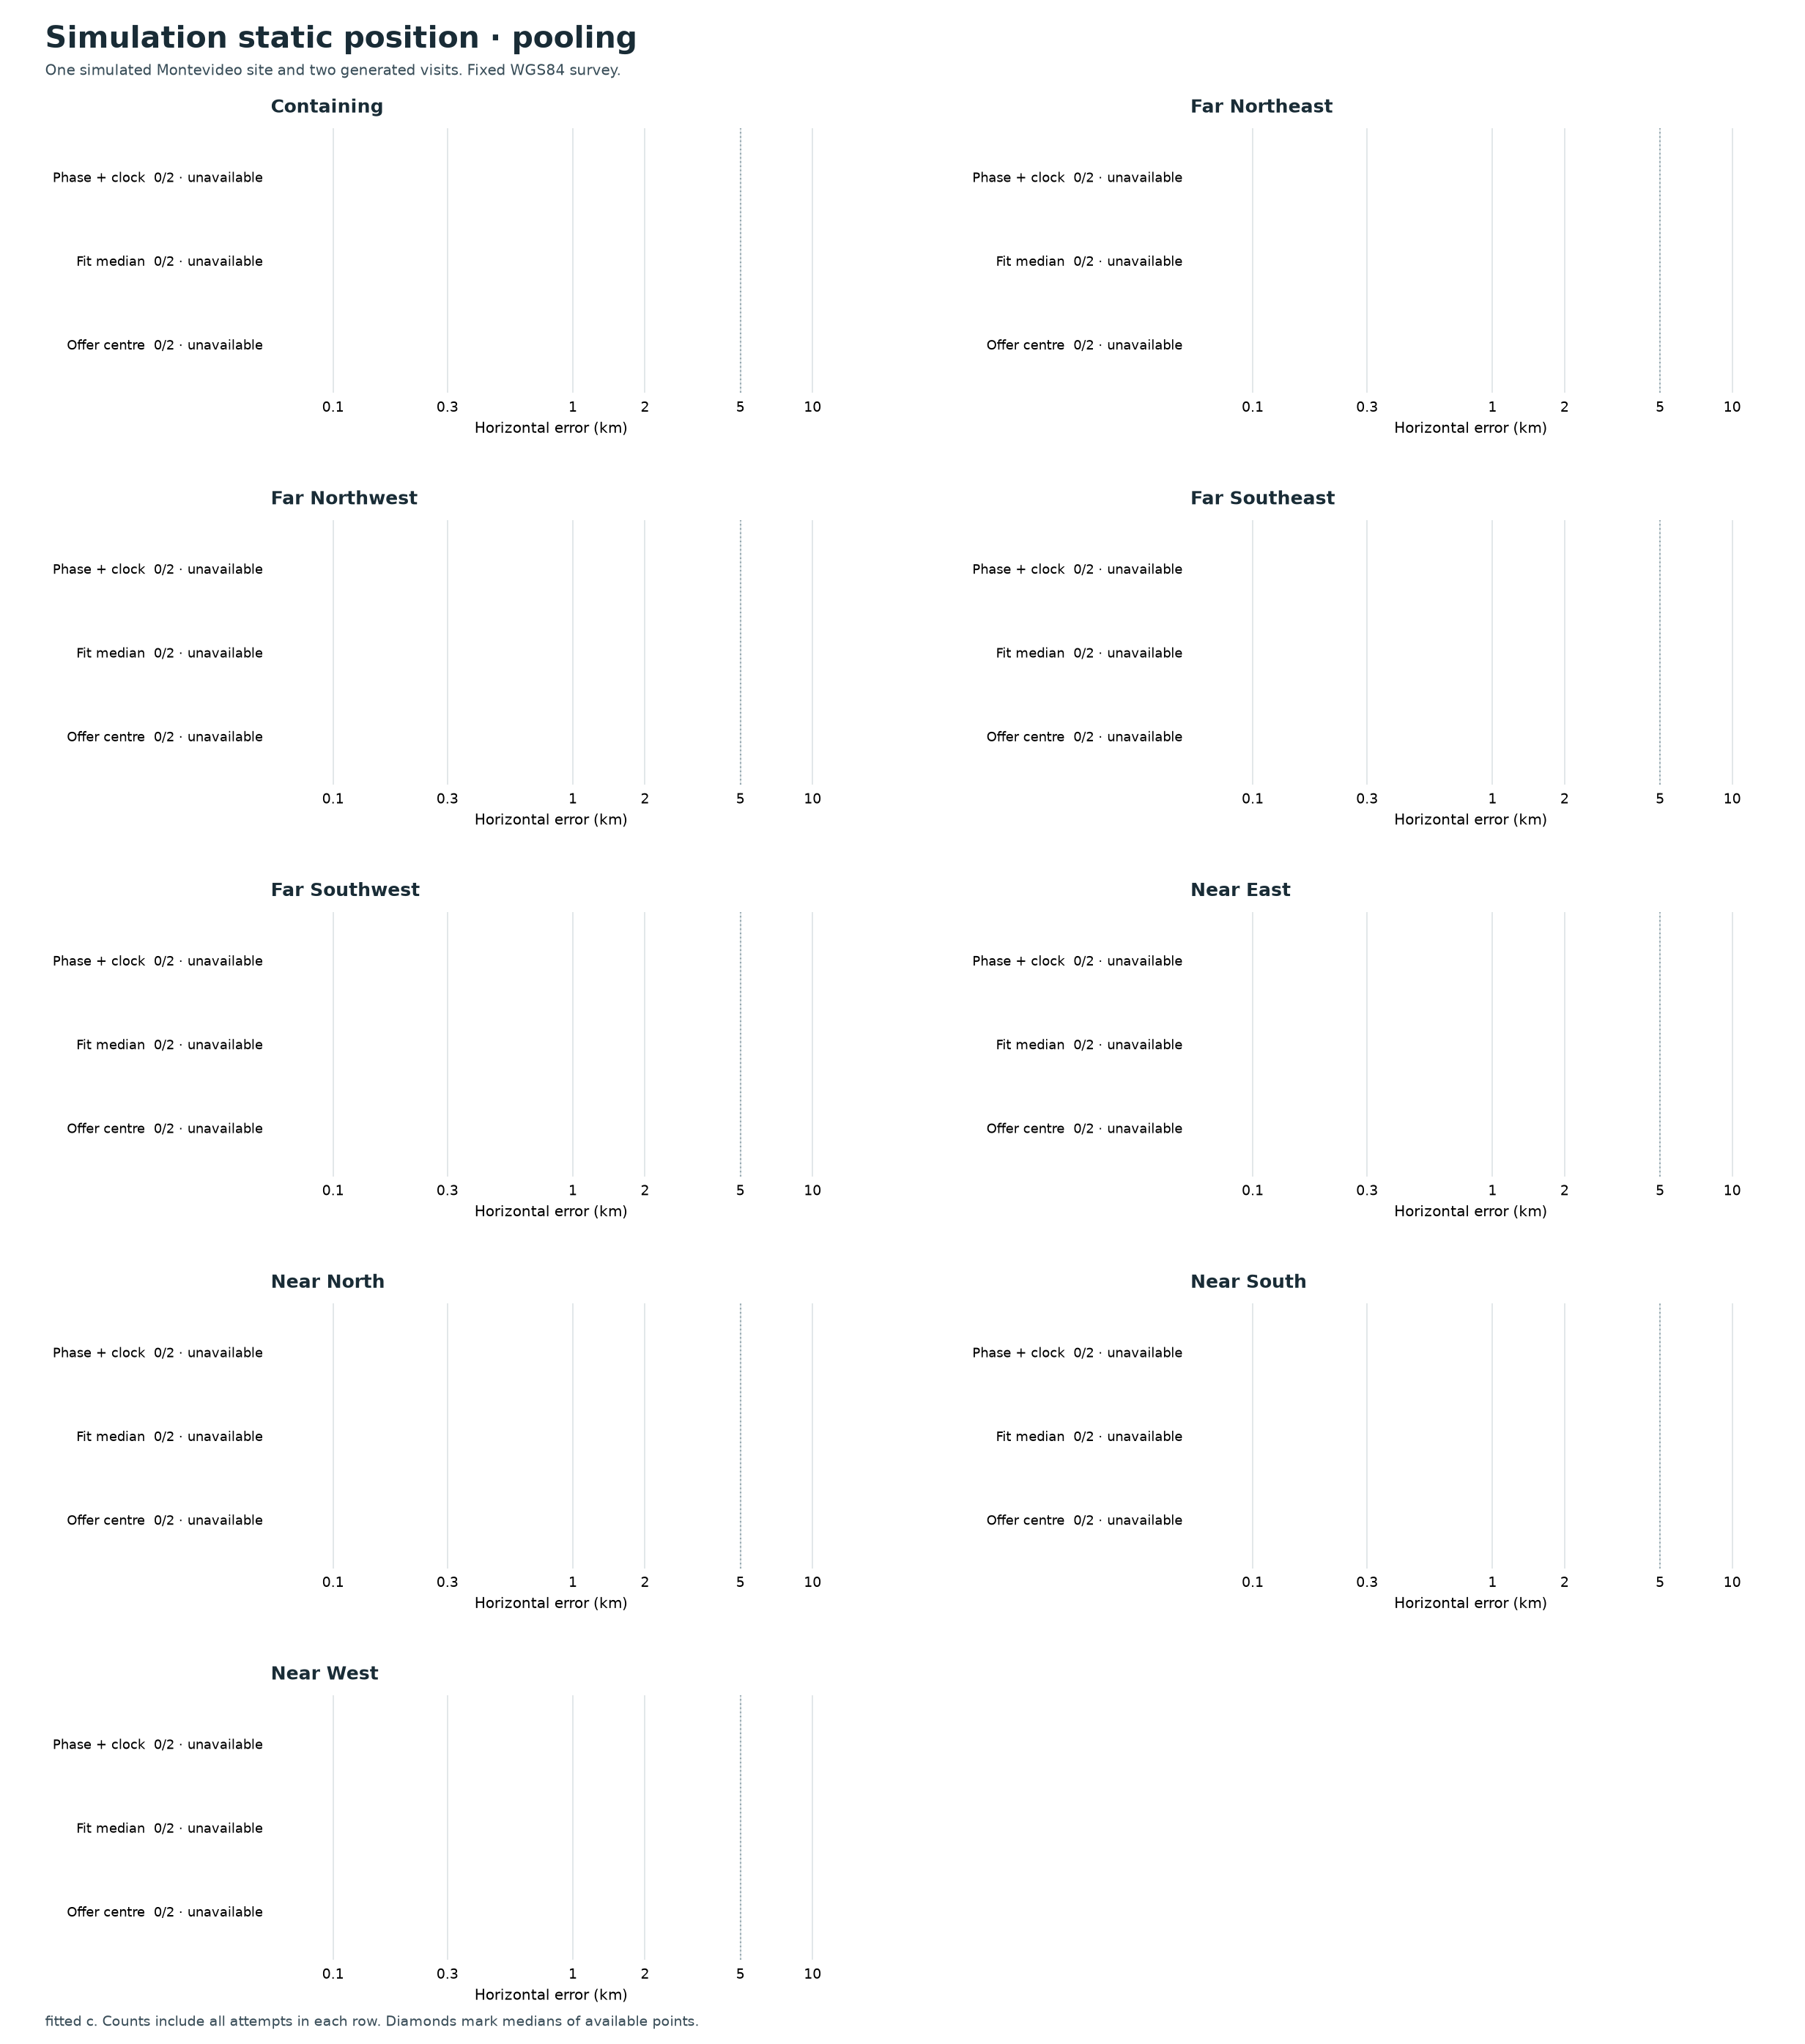 Simulation static position · pooling
One simulated Montevideo site and two generated visits. Fixed WGS84 survey.
Containing
Phase + clock  0/2 · unavailable
Fit median  0/2 · unavailable
Offer centre  0/2 · unavailable
0.1 0.3 1 2 5 10
Horizontal error (km)
Far Northeast
Phase + clock  0/2 · unavailable
Fit median  0/2 · unavailable
Offer centre  0/2 · unavailable
0.1 0.3 1 2 5 10
Horizontal error (km)
Far Northwest
Phase + clock  0/2 · unavailable
Fit median  0/2 · unavailable
Offer centre  0/2 · unavailable
0.1 0.3 1 2 5 10
Horizontal error (km)
Far Southeast
Phase + clock  0/2 · unavailable
Fit median  0/2 · unavailable
Offer centre  0/2 · unavailable
0.1 0.3 1 2 5 10
Horizontal error (km)
Far Southwest
Phase + clock  0/2 · unavailable
Fit median  0/2 · unavailable
Offer centre  0/2 · unavailable
0.1 0.3 1 2 5 10
Horizontal error (km)
Near East
Phase + clock  0/2 · unavailable
Fit median  0/2 · unavailable
Offer centre  0/2 · unavailable
0.1 0.3 1 2 5 10
Horizontal error (km)
Near North
Phase + clock  0/2 · unavailable
Fit median  0/2 · unavailable
Offer centre  0/2 · unavailable
0.1 0.3 1 2 5 10
Horizontal error (km)
Near South
Phase + clock  0/2 · unavailable
Fit median  0/2 · unavailable
Offer centre  0/2 · unavailable
0.1 0.3 1 2 5 10
Horizontal error (km)
Near West
Phase + clock  0/2 · unavailable
Fit median  0/2 · unavailable
Offer centre  0/2 · unavailable
0.1 0.3 1 2 5 10
Horizontal error (km)
fitted c. Counts include all attempts in each row. Diamonds mark medians of available points.